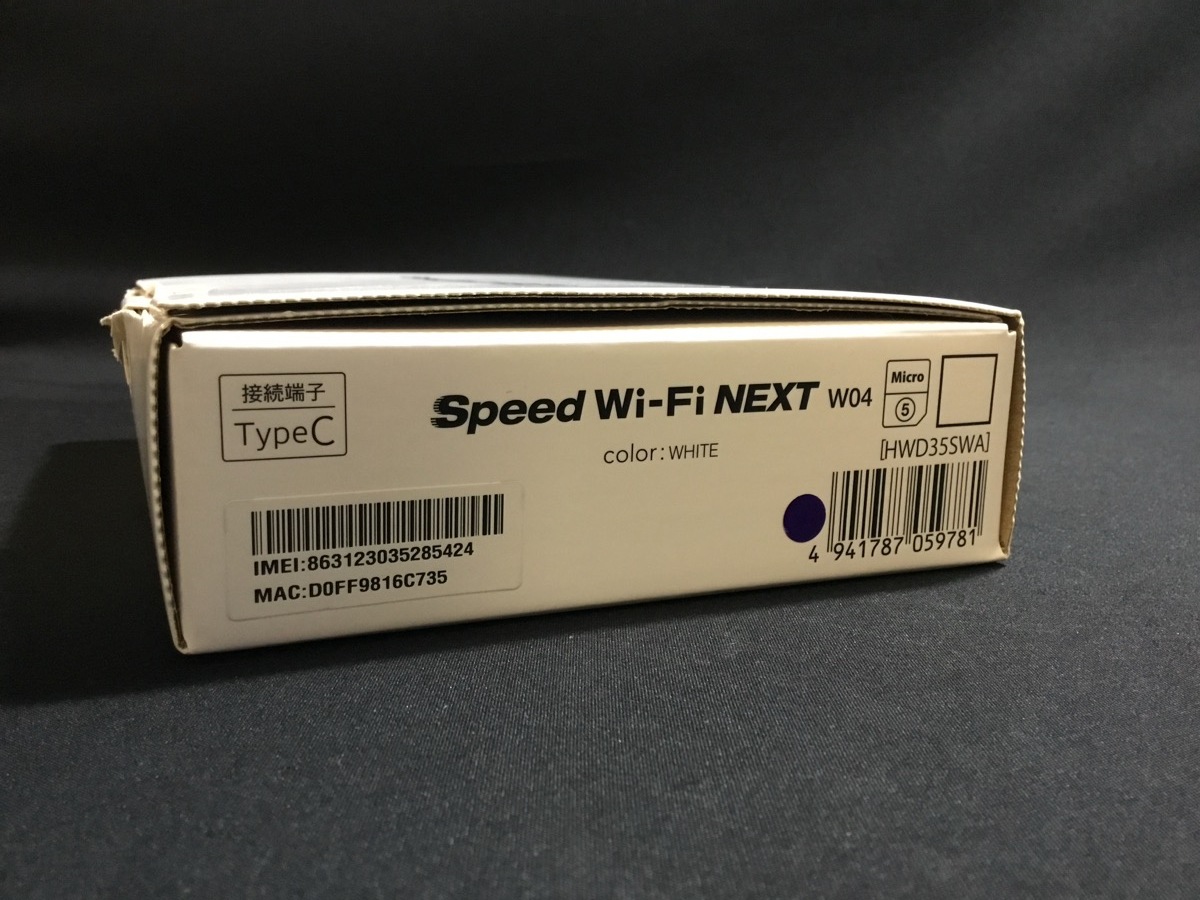 接続端子
TypeC
Speed Wi-Fi NEXT W04
color:WHITE
Micro
⑤
[HWD35SWA]
IMEI:863123035285424
MAC:D0FF9816C735
4 941787 059781